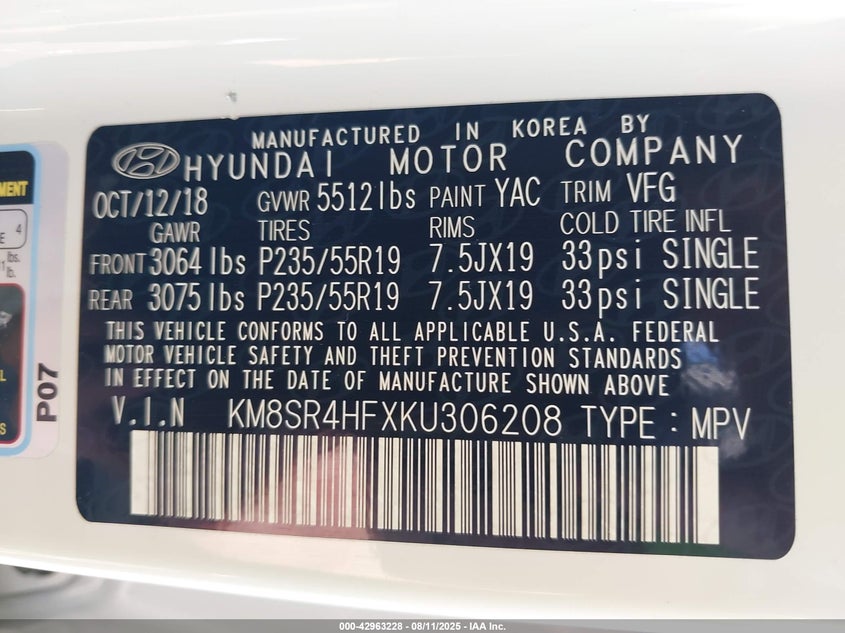 MANUFACTURED IN KOREA BY
HYUNDAI MOTOR COMPANY
OCT/12/18 GVWR 5512lbs PAINT YAC TRIM VFG
GAWR TIRES RIMS COLD TIRE INFL
FRONT 3064 lbs P235/55R19 7.5JX19 33psi SINGLE
REAR 3075 lbs P235/55R19 7.5JX19 33psi SINGLE
THIS VEHICLE CONFORMS TO ALL APPLICABLE U.S.A. FEDERAL
MOTOR VEHICLE SAFETY AND THEFT PREVENTION STANDARDS
IN EFFECT ON THE DATE OF MANUFACTURE SHOWN ABOVE
V.I.N KM8SR4HFXKU306208 TYPE : MPV
4
lbs.
lb.
P07
000-42963228 - 08/11/2025 - IAA Inc.